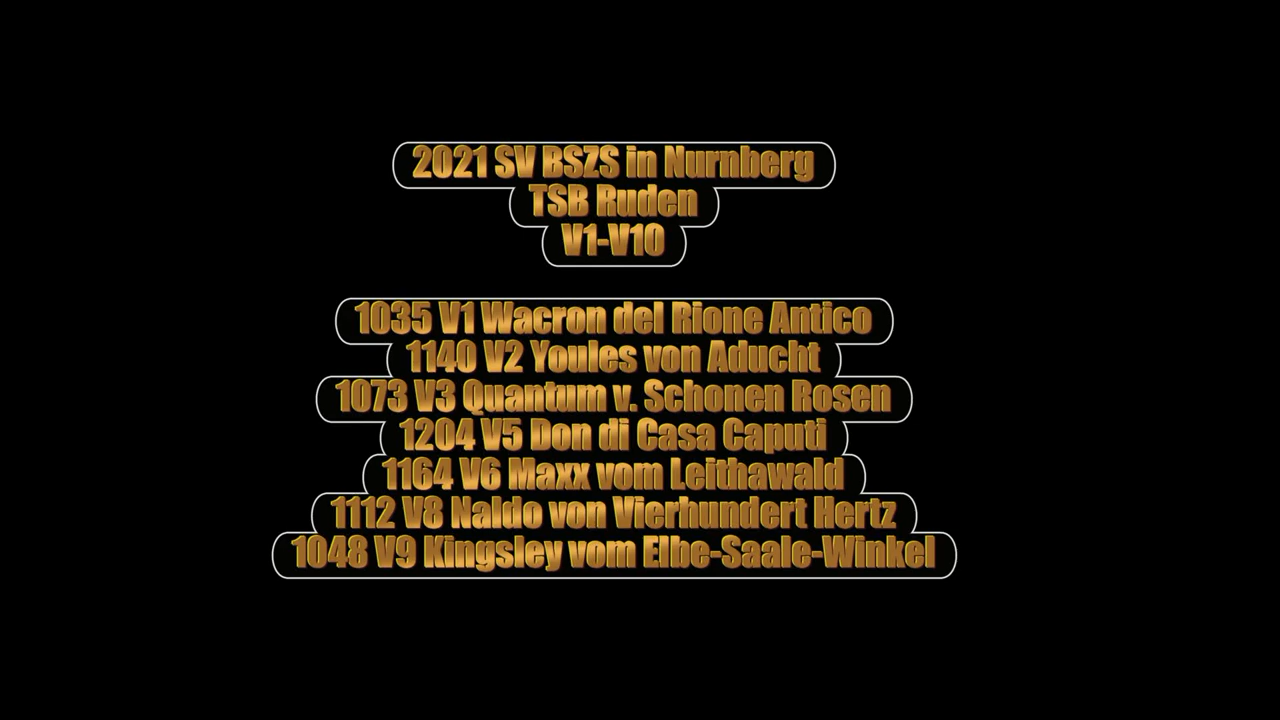 2021 SV BSZS in Nurnberg
TSB Ruden
V1-V10
1035 V1 Wacron del Rione Antico
1140 V2 Youles von Aducht
1073 V3 Quantum v. Schonen Rosen
1204 V5 Don di Casa Caputi
1164 V6 Maxx vom Leithawald
1112 V8 Naldo von Vierhundert Hertz
1048 V9 Kingsley vom Elbe-Saale-Winkel